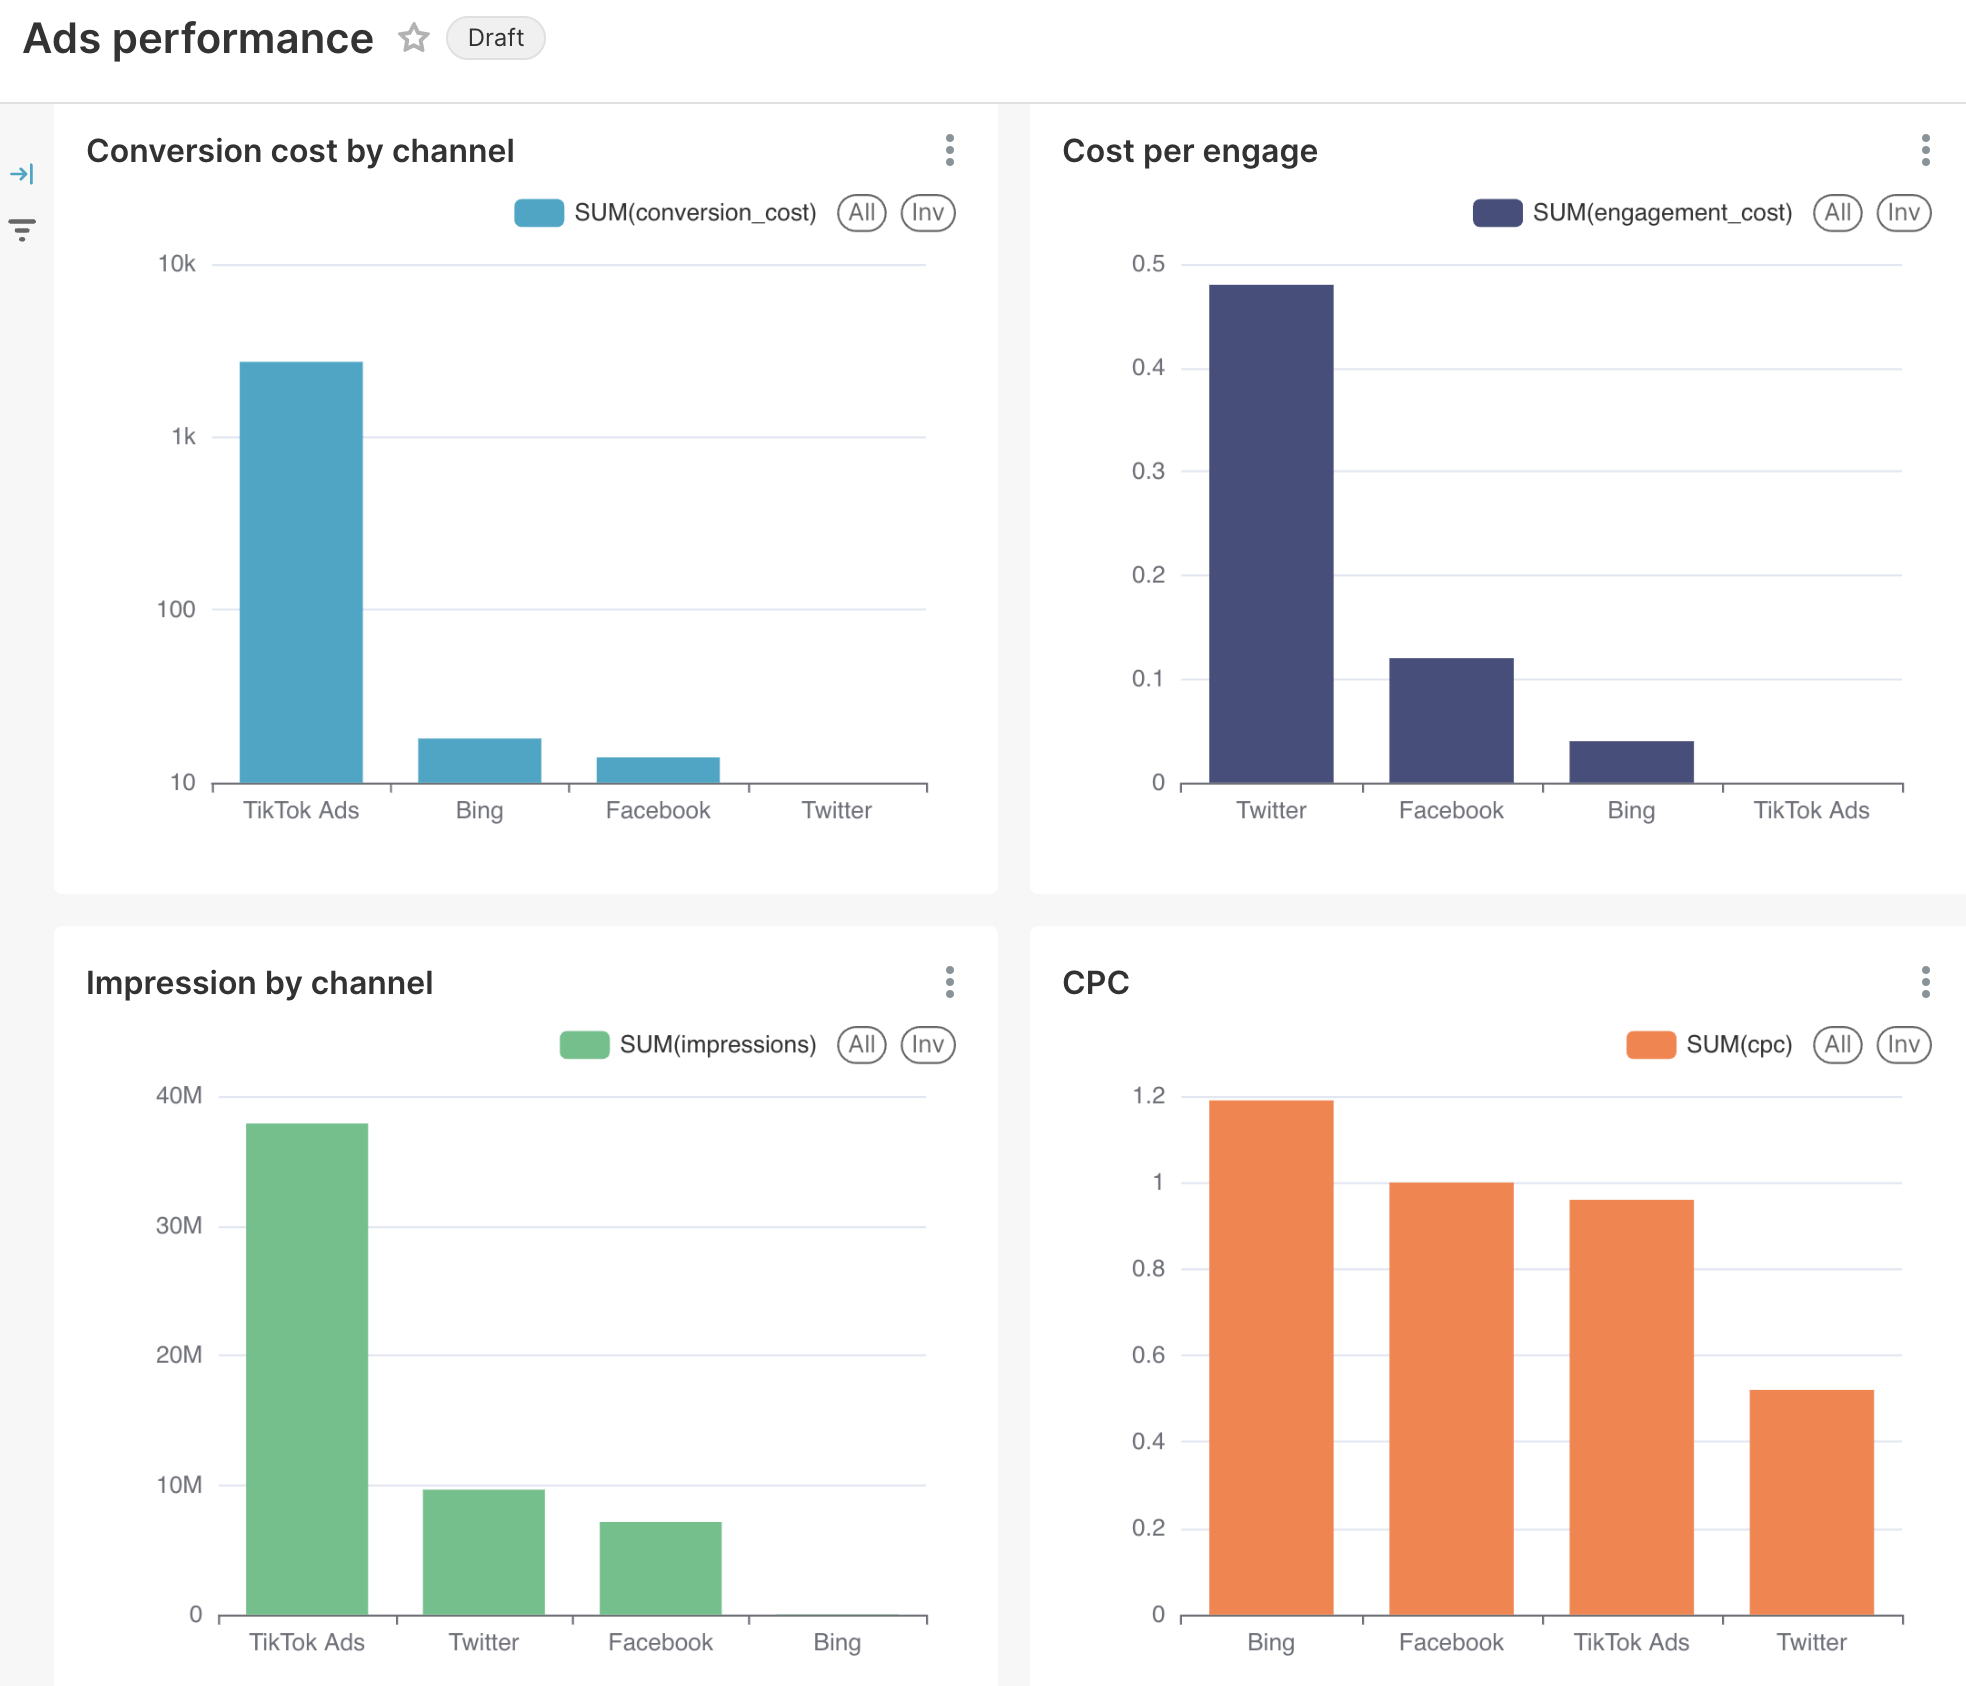 Ads performance
Draft
Conversion cost by channel
SUM(conversion_cost) All Inv
10k
1k
100
10
TikTok Ads Bing Facebook Twitter
Cost per engage
SUM(engagement_cost) All Inv
0.5
0.4
0.3
0.2
0.1
0
Twitter Facebook Bing TikTok Ads
Impression by channel
SUM(impressions) All Inv
40M
30M
20M
10M
0
TikTok Ads Twitter Facebook Bing
CPC
SUM(cpc) All Inv
1.2
1
0.8
0.6
0.4
0.2
0
Bing Facebook TikTok Ads Twitter